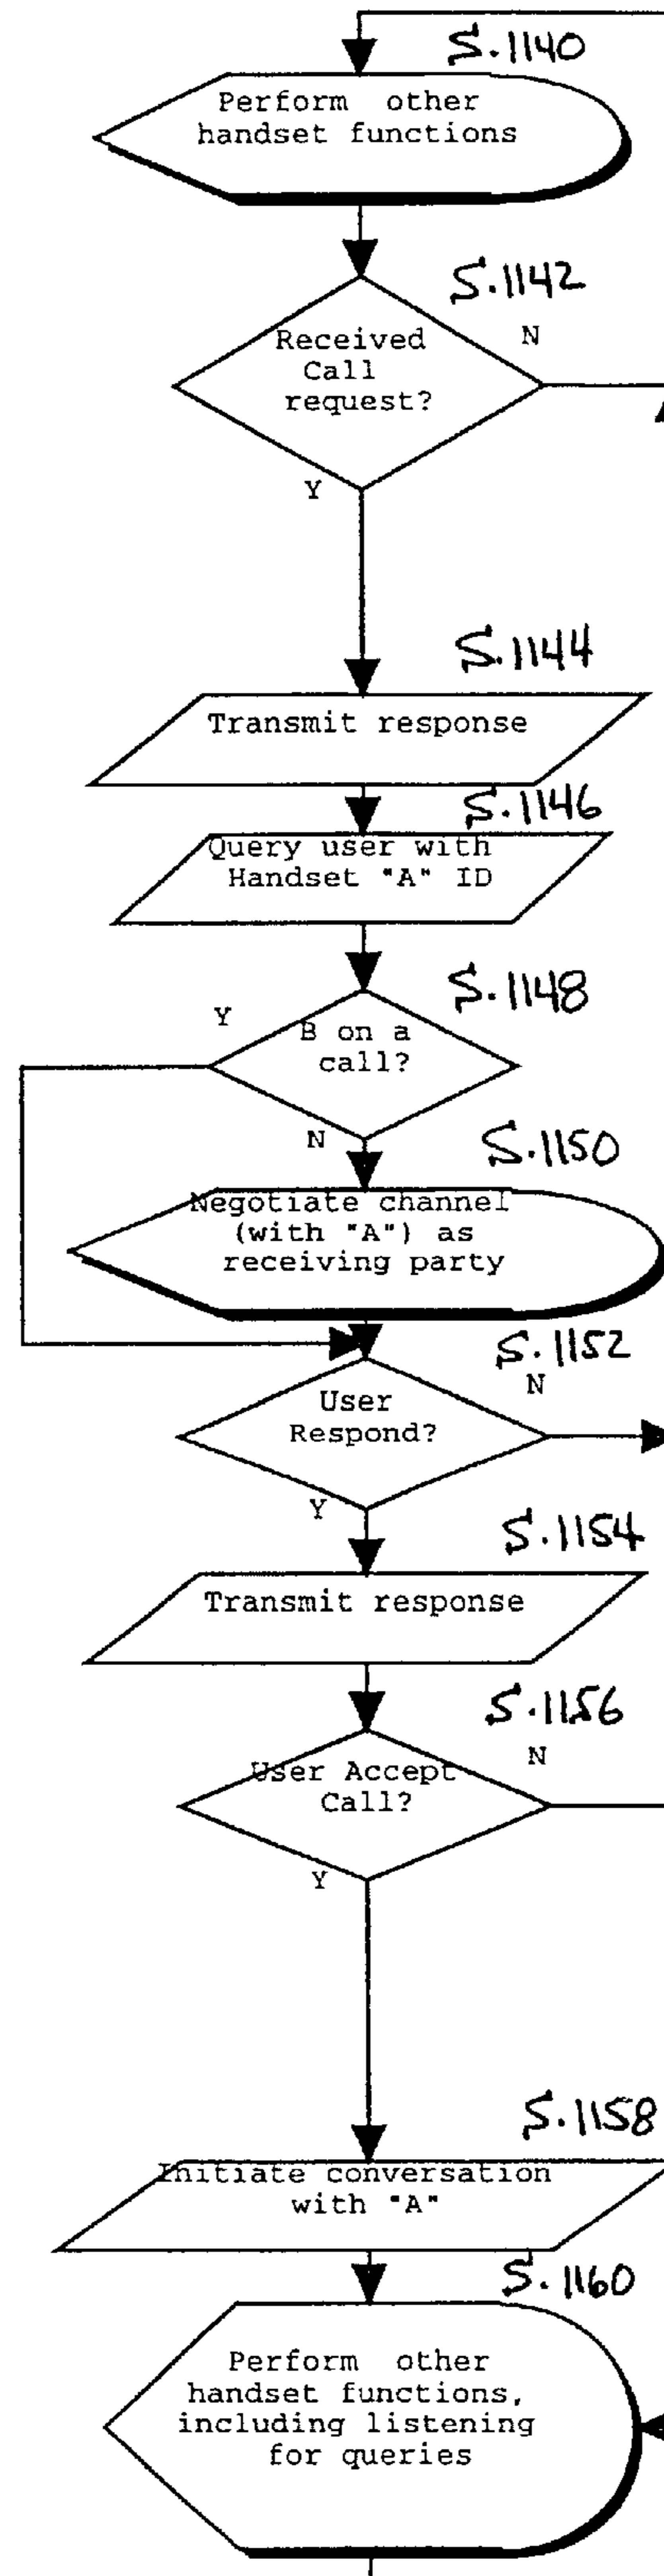 S.1140
Perform other
handset functions
S.1142
N
Received
Call
request?
Y
S.1144
Transmit response
S.1146
Query user with
Handset "A" ID
S.1148
Y
B on a
call?
N
S.1150
Negotiate channel
(with "A") as
receiving party
S.1152
N
User
Respond?
Y
S.1154
Transmit response
S.1156
N
User Accept
Call?
Y
S.1158
Initiate conversation
with "A"
S.1160
Perform other
handset functions,
including listening
for queries